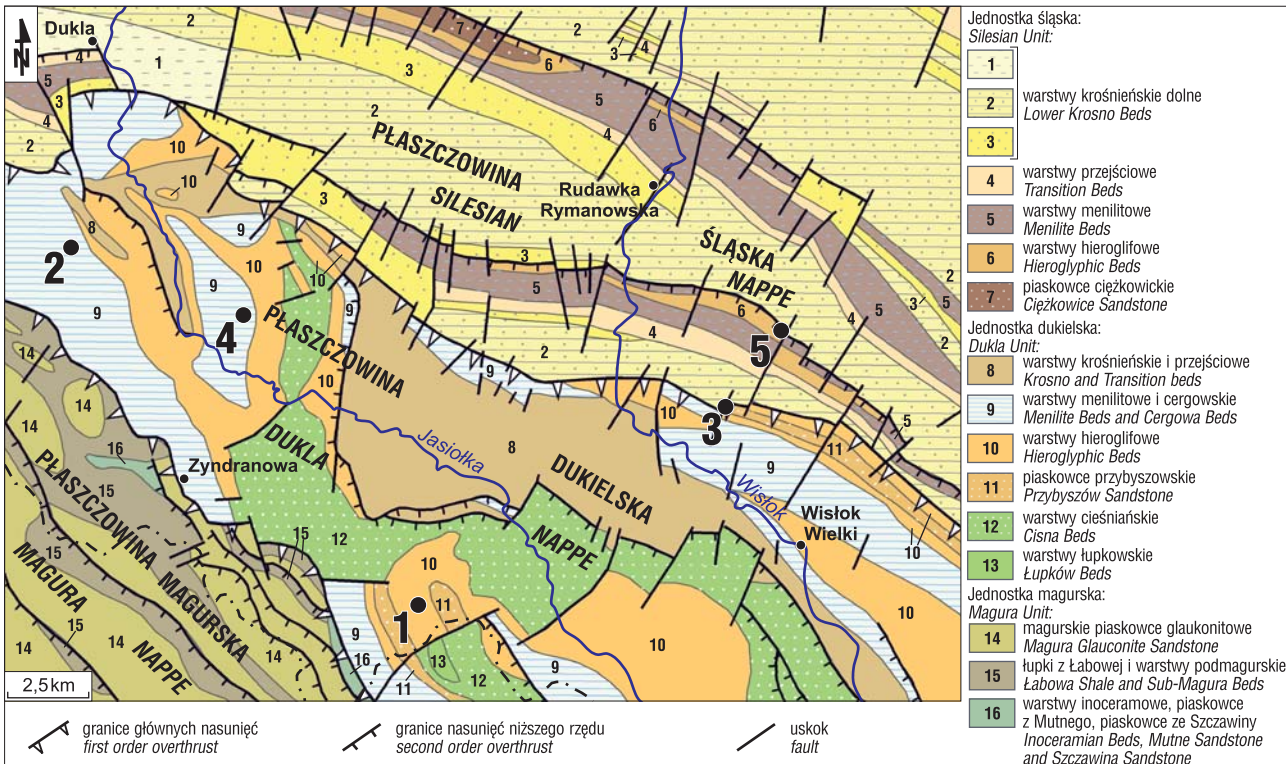 N
Dukla
PŁASZCZOWINA
SILESIAN
ŚLĄSKA
NAPPE
Rudawka
Rymanowska
PŁASZCZOWINA
DUKLA
DUKIELSKA
NAPPE
Jasiołka
Wisłok
Wisłok
Wielki
Zyndranowa
PŁASZCZOWINA
MAGURSKA
MAGURA
NAPPE
1
2
3
4
5
2,5 km
Jednostka śląska:
Silesian Unit:
1
2 warstwy krośnieńskie dolne
Lower Krosno Beds
3
4 warstwy przejściowe
Transition Beds
5 warstwy menilitowe
Menilite Beds
6 warstwy hieroglifowe
Hieroglyphic Beds
7 piaskowce ciężkowickie
Ciężkowice Sandstone
Jednostka dukielska:
Dukla Unit:
8 warstwy krośnieńskie i przejściowe
Krosno and Transition beds
9 warstwy menilitowe i cergowskie
Menilite Beds and Cergowa Beds
10 warstwy hieroglifowe
Hieroglyphic Beds
11 piaskowce przybyszowskie
Przybyszów Sandstone
12 warstwy cieśniańskie
Cisna Beds
13 warstwy łupkowskie
Łupków Beds
Jednostka magurska:
Magura Unit:
14 magurskie piaskowce glaukonitowe
Magura Glauconite Sandstone
15 łupki z Łabowej i warstwy podmagurskie
Łabowa Shale and Sub-Magura Beds
16 warstwy inoceramowe, piaskowce
z Mutnego, piaskowce ze Szczawiny
Inoceramian Beds, Mutne Sandstone
and Szczawina Sandstone
granice głównych nasunięć
first order overthrust
granice nasunięć niższego rzędu
second order overthrust
uskok
fault